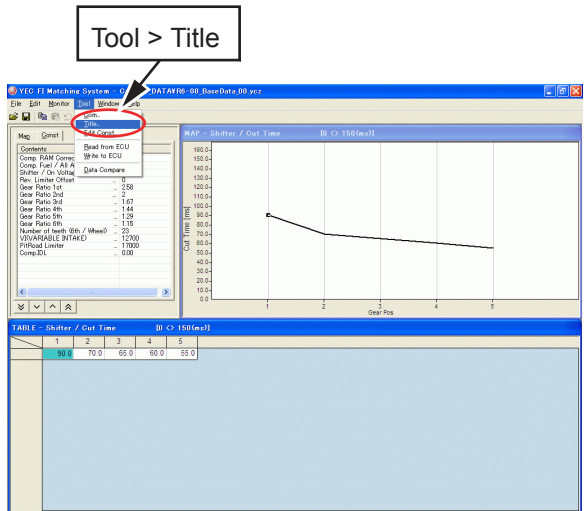 Tool > Title
YEC FI Matching System - C DATA¥R6-08_BaseData_00.ycz
File Edit Monitor Tool Window
Com..
Title..
Edit Const..
Read from ECU
Write to ECU
Data Compare
Map Const
Contents
Comp. RAM Correc
Comp. Fuel / All A
Shifter / On Voltag
Rev. Limiter Offset .. 0
Gear Ratio 1st .. 2.58
Gear Ratio 2nd .. 2
Gear Ratio 3rd .. 1.67
Gear Ratio 4th .. 1.44
Gear Ratio 5th .. 1.29
Gear Ratio 6th .. 1.15
Number of teeth (6th / Wheel) .. 23
VI(VARIABLE INTAKE) .. 12700
PitRoad Limiter .. 17000
Comp.IDL .. 0.00
MAP - Shifter / Cut Time [0 <> 150(ms)]
Cut Time [ms]
160.0
150.0
140.0
130.0
120.0
110.0
100.0
90.0
80.0
70.0
60.0
50.0
40.0
30.0
20.0
10.0
0.0
1 2 3 4 5
Gear Pos
TABLE - Shifter / Cut Time [0 <> 150(ms)]
1 2 3 4 5
90.0 70.0 65.0 60.0 55.0